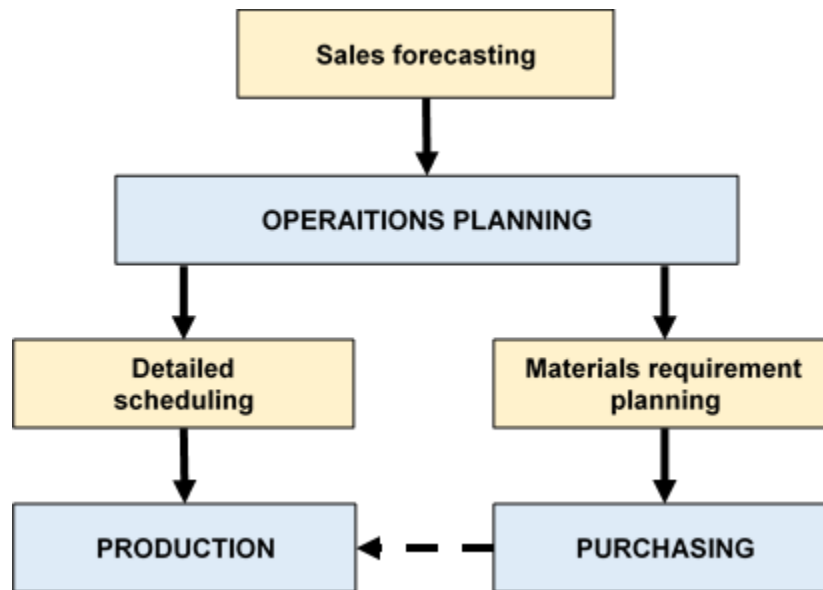 Sales forecasting
OPERAITIONS PLANNING
Detailed
scheduling
Materials requirement
planning
PRODUCTION
PURCHASING